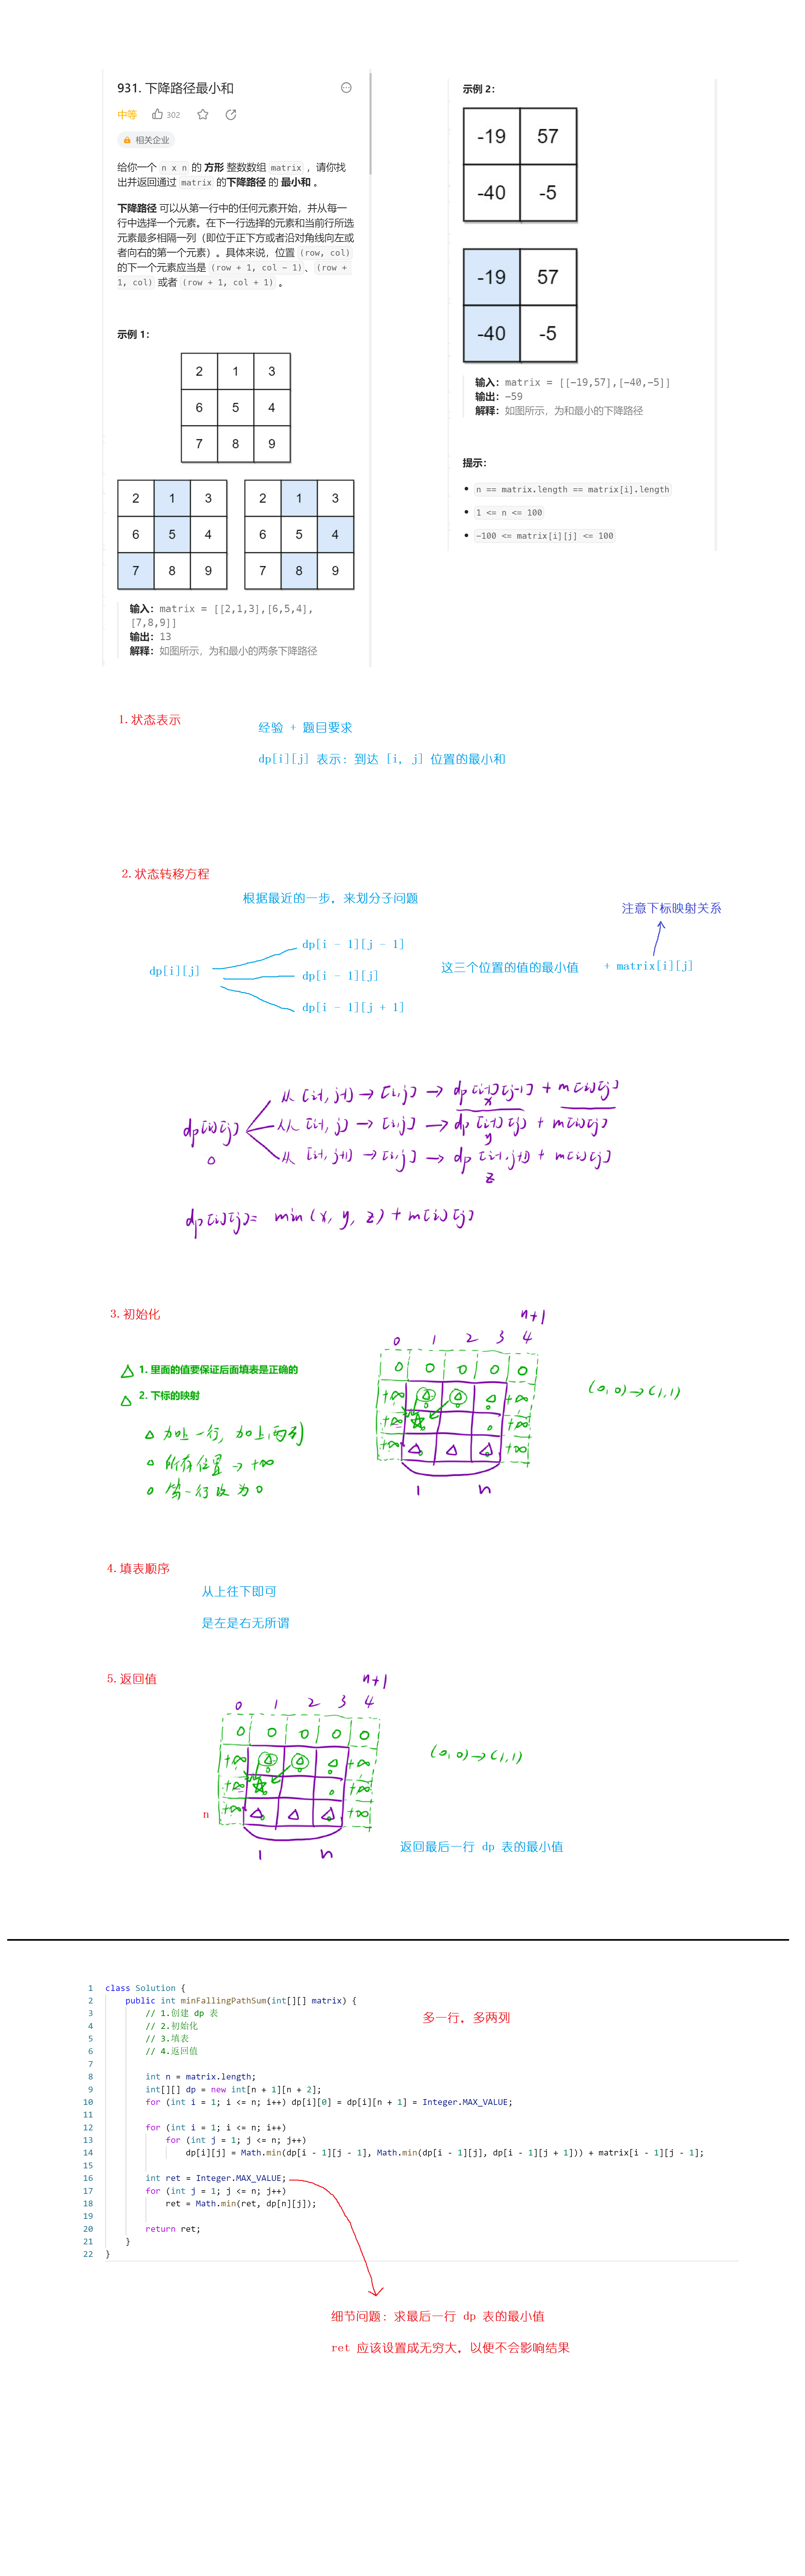 931. 下降路径最小和
中等 302
相关企业
给你一个 n x n 的 方形 整数数组 matrix ，请你找
出并返回通过 matrix 的下降路径 的 最小和 。
下降路径 可以从第一行中的任何元素开始，并从每一
行中选择一个元素。在下一行选择的元素和当前行所选
元素最多相隔一列（即位于正下方或者沿对角线向左或
者向右的第一个元素）。具体来说，位置 (row, col)
的下一个元素应当是 (row + 1, col - 1)、(row +
1, col) 或者 (row + 1, col + 1) 。
示例 1：
2 1 3
6 5 4
7 8 9
2 1 3
6 5 4
7 8 9
2 1 3
6 5 4
7 8 9
输入：matrix = [[2,1,3],[6,5,4],
[7,8,9]]
输出：13
解释：如图所示，为和最小的两条下降路径
示例 2：
-19 57
-40 -5
-19 57
-40 -5
输入：matrix = [[-19,57],[-40,-5]]
输出：-59
解释：如图所示，为和最小的下降路径
提示：
n == matrix.length == matrix[i].length
1 <= n <= 100
-100 <= matrix[i][j] <= 100
1. 状态表示
经验 + 题目要求
dp[i][j] 表示：到达 [i, j] 位置的最小和
2. 状态转移方程
根据最近的一步，来划分子问题
注意下标映射关系
dp[i - 1][j - 1]
dp[i][j]
dp[i - 1][j]
这三个位置的值的最小值
+ matrix[i][j]
dp[i - 1][j + 1]
从 [i-1, j-1] → [i,j] → dp[i-1][j-1] + m[i][j]
x
dp[i][j]
从 [i-1, j] → [i,j] → dp[i-1][j] + m[i][j]
y
从 [i-1, j+1] → [i,j] → dp[i-1, j+1] + m[i][j]
z
dp[i][j] = min(x, y, z) + m[i][j]
3. 初始化
n+1
0 1 2 3 4
0 0 0 0 0
+∞ +∞
+∞ +∞
+∞ +∞
1 n
(0,0)→(1,1)
1. 里面的值要保证后面填表是正确的
2. 下标的映射
加上一行，加上两列
所有位置 → +∞
第一行改为 0
4. 填表顺序
从上往下即可
是左是右无所谓
5. 返回值
n+1
0 1 2 3 4
0 0 0 0 0
+∞ +∞
+∞ +∞
n +∞ +∞
1 n
(0,0)→(1,1)
返回最后一行 dp 表的最小值
1 class Solution {
2 public int minFallingPathSum(int[][] matrix) {
3 // 1.创建 dp 表
4 // 2.初始化
5 // 3.填表
6 // 4.返回值
7
8 int n = matrix.length;
9 int[][] dp = new int[n + 1][n + 2];
10 for (int i = 1; i <= n; i++) dp[i][0] = dp[i][n + 1] = Integer.MAX_VALUE;
11
12 for (int i = 1; i <= n; i++)
13 for (int j = 1; j <= n; j++)
14 dp[i][j] = Math.min(dp[i - 1][j - 1], Math.min(dp[i - 1][j], dp[i - 1][j + 1])) + matrix[i - 1][j - 1];
15
16 int ret = Integer.MAX_VALUE;
17 for (int j = 1; j <= n; j++)
18 ret = Math.min(ret, dp[n][j]);
19
20 return ret;
21 }
22 }
多一行，多两列
细节问题：求最后一行 dp 表的最小值
ret 应该设置成无穷大，以便不会影响结果